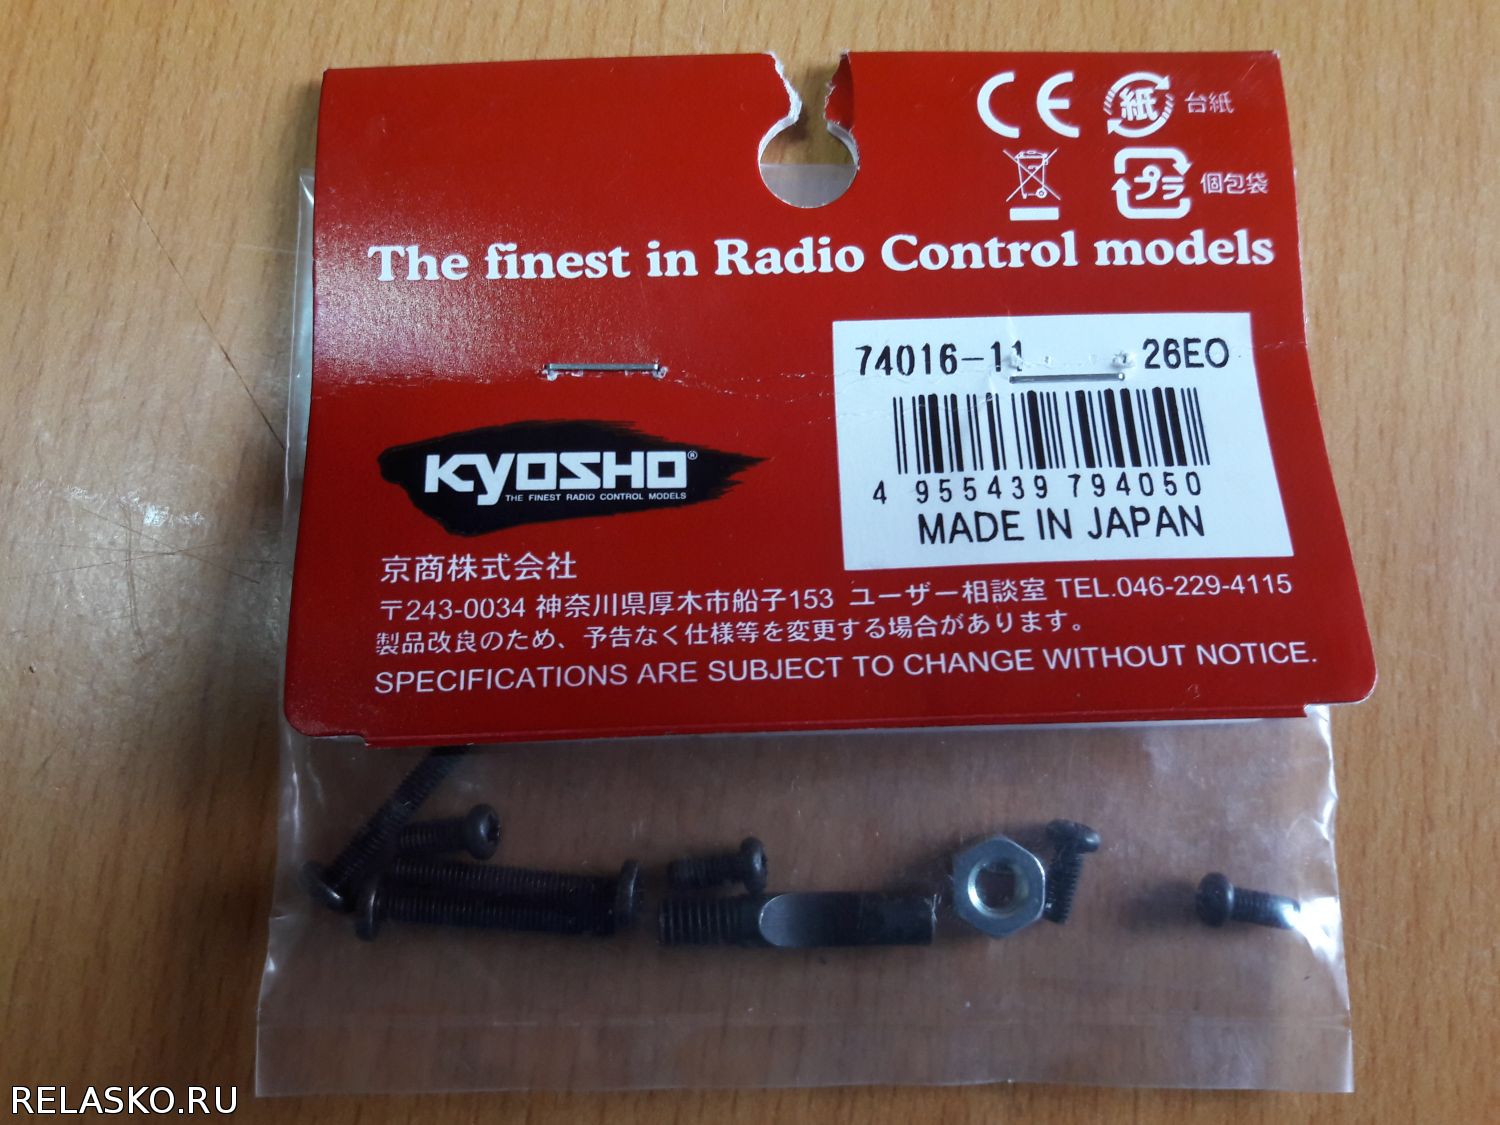 CE 紙 台紙
プラ 個包袋
The finest in Radio Control models
74016-11 26EO
4 955439 794050
MADE IN JAPAN
KYOSHO®
THE FINEST RADIO CONTROL MODELS
京商株式会社
〒243-0034 神奈川県厚木市船子153 ユーザー相談室 TEL.046-229-4115
製品改良のため、予告なく仕様等を変更する場合があります。
SPECIFICATIONS ARE SUBJECT TO CHANGE WITHOUT NOTICE.
RELASKO.RU